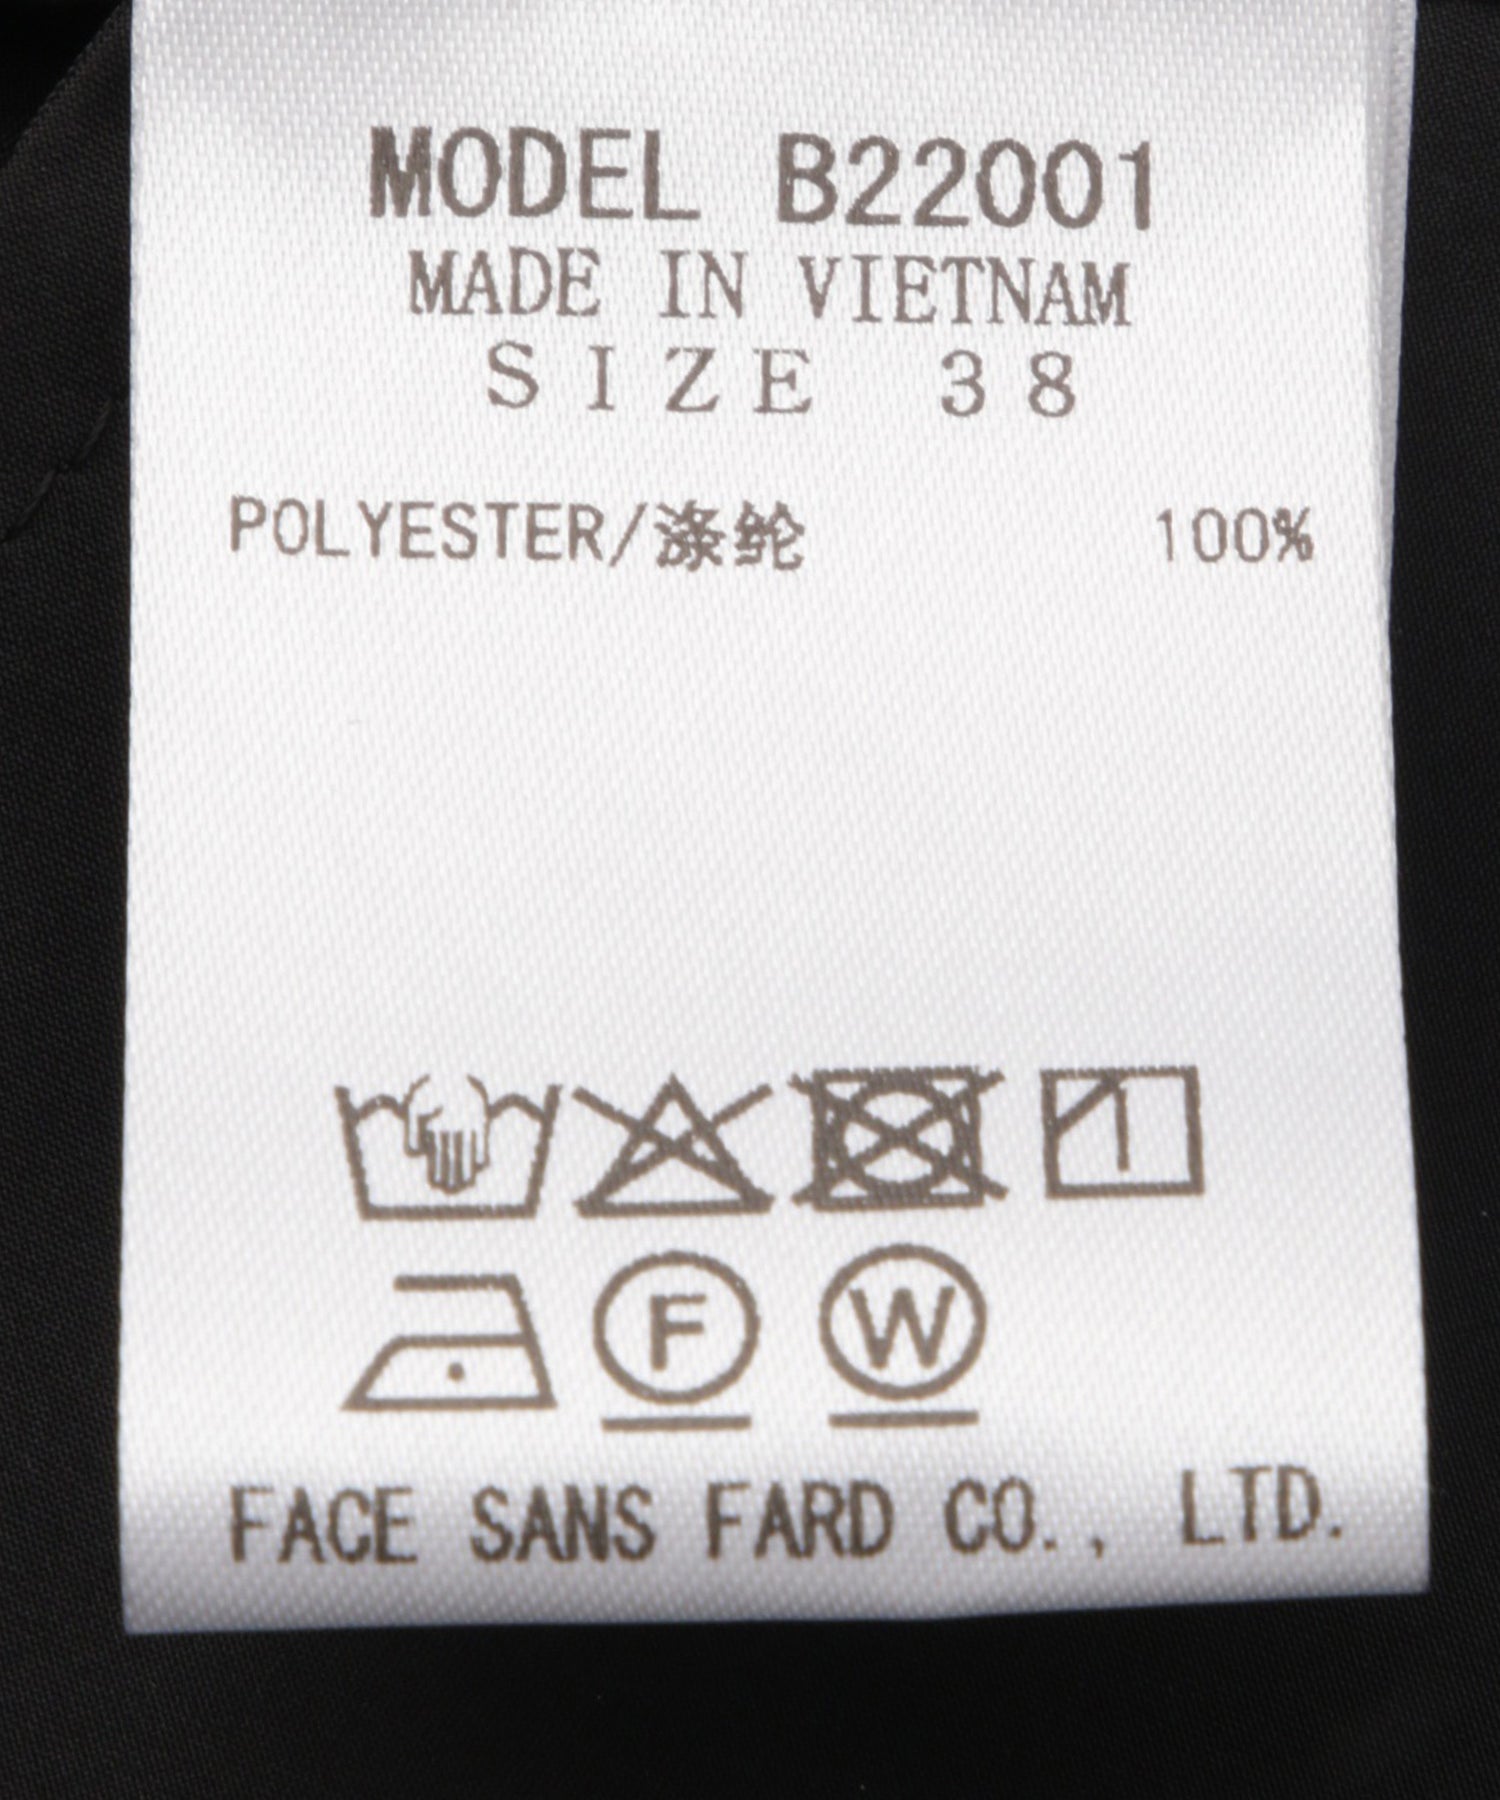 MODEL B22001
MADE IN VIETNAM
SIZE 38
POLYESTER/涤纶 100%
F W
FACE SANS FARD CO., LTD.